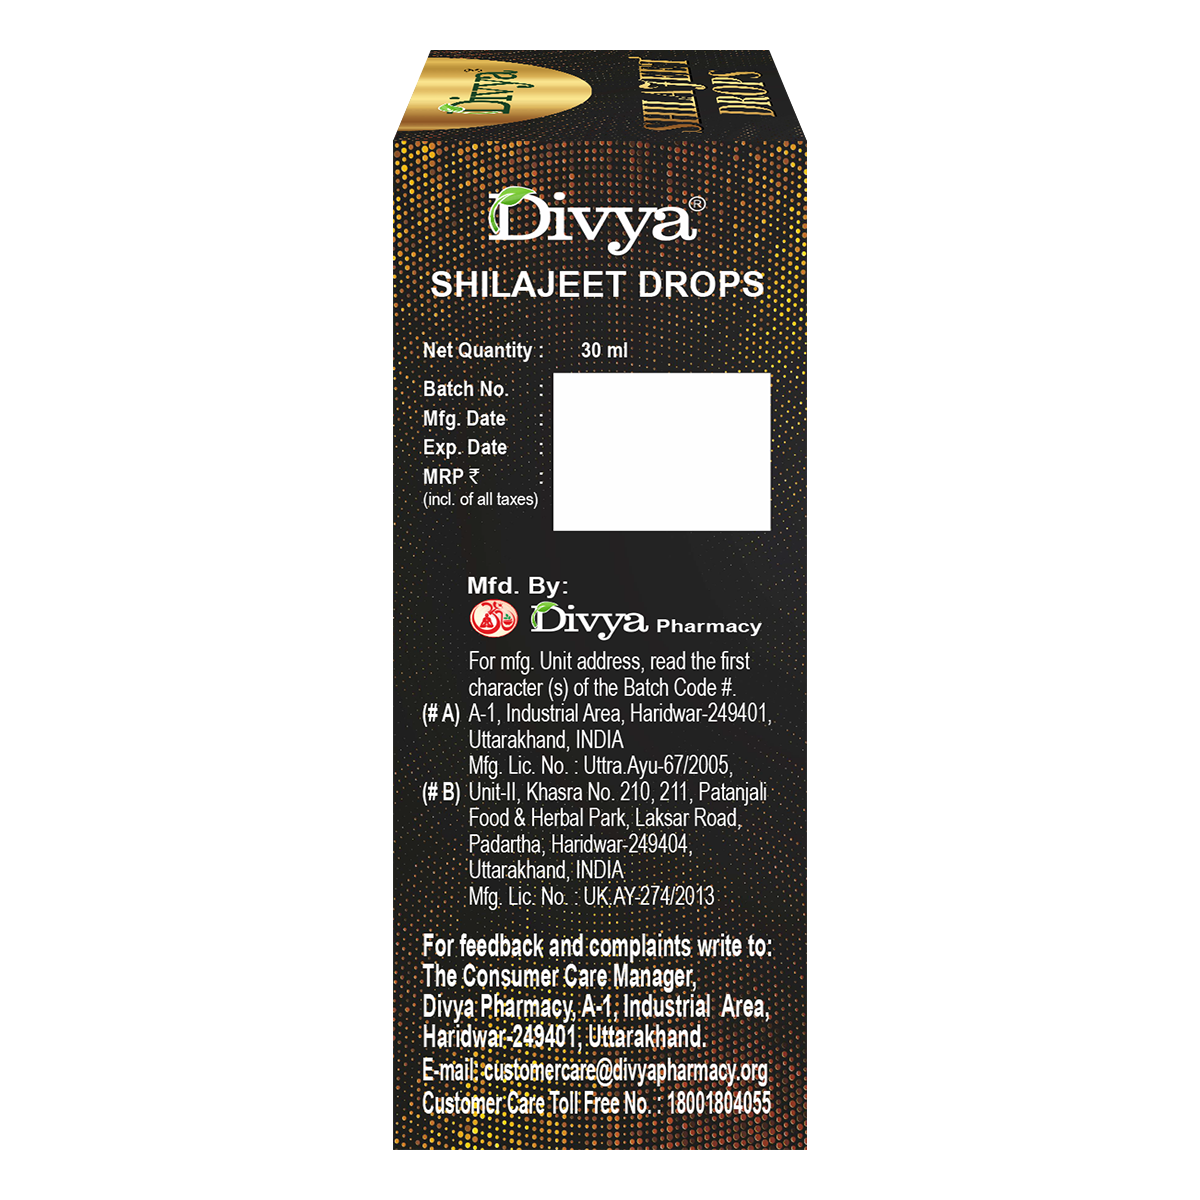 Divya
SHILAJEET
DROPS
Divya®
SHILAJEET DROPS
Net Quantity : 30 ml
Batch No. :
Mfg. Date :
Exp. Date :
MRP ₹ :
(incl. of all taxes)
Mfd. By:
Divya Pharmacy
For mfg. Unit address, read the first
character (s) of the Batch Code #.
(# A) A-1, Industrial Area, Haridwar-249401,
Uttarakhand, INDIA
Mfg. Lic. No. : Uttra.Ayu-67/2005,
(# B) Unit-II, Khasra No. 210, 211, Patanjali
Food & Herbal Park, Laksar Road,
Padartha, Haridwar-249404,
Uttarakhand, INDIA
Mfg. Lic. No. : UK.AY-274/2013
For feedback and complaints write to:
The Consumer Care Manager,
Divya Pharmacy, A-1, Industrial Area,
Haridwar-249401, Uttarakhand.
E-mail: customercare@divyapharmacy.org
Customer Care Toll Free No. : 18001804055